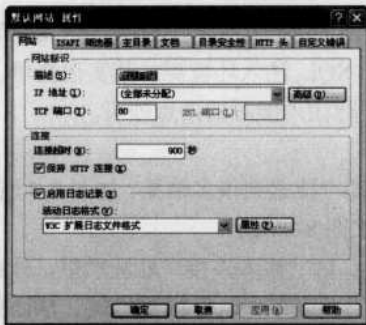 默认网站 属性
网站 ISAPI 筛选器 主目录 文档 目录安全性 HTTP 头 自定义错误
网站标识
描述(S):
IP 地址(I): (全部未分配) 高级(D)...
TCP 端口(T): 80 SSL 端口(L):
连接
连接超时(N): 900 秒
保持 HTTP 连接(K)
启用日志记录(E)
活动日志格式(V):
W3C 扩展日志文件格式 属性(P)...
确定 取消 应用(A) 帮助